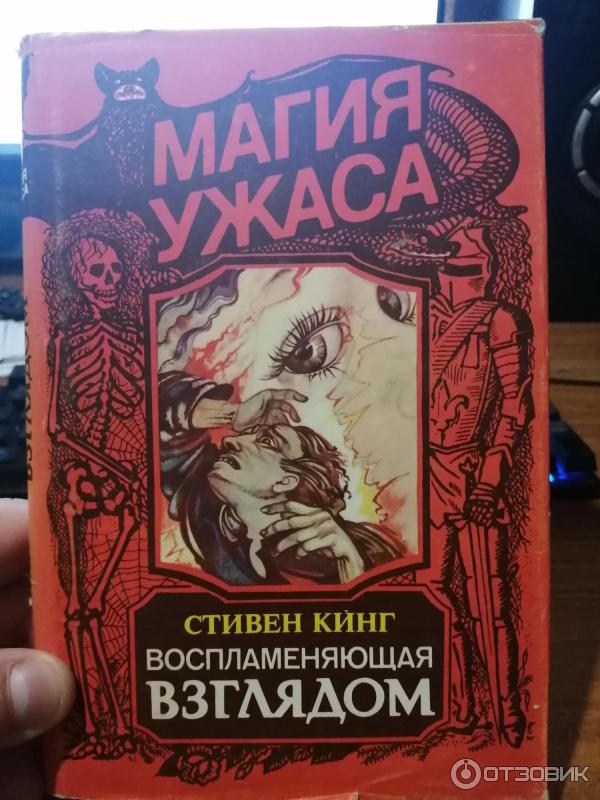 МАГИЯ
УЖАСА
СТИВЕН КИНГ
ВОСПЛАМЕНЯЮЩАЯ
ВЗГЛЯДОМ
ОТЗОВИК